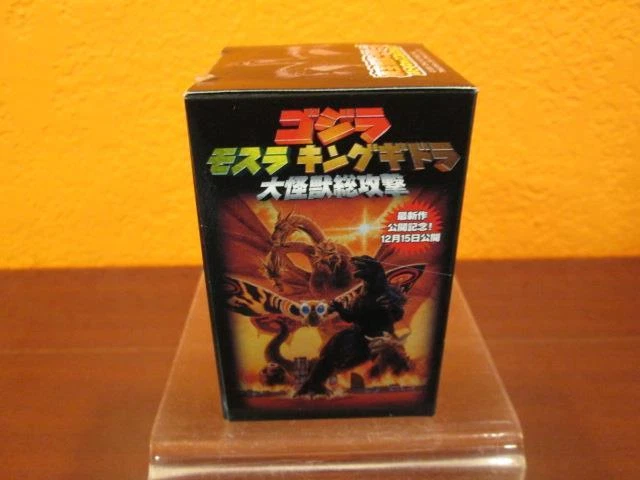 ゴジラ
モスラ キングギドラ
大怪獣総攻撃
最新作
公開記念!
12月15日公開